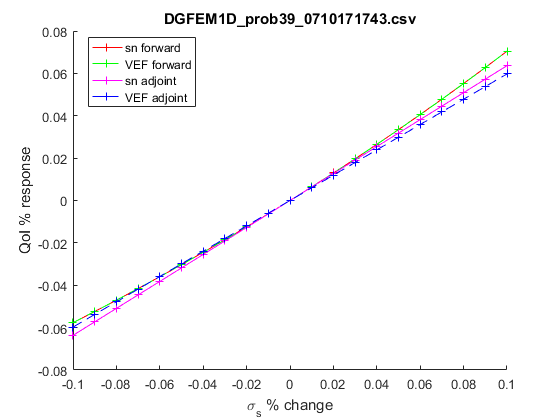 DGFEM1D_prob39_0710171743.csv
sn forward
VEF forward
sn adjoint
VEF adjoint
QoI % response
0.08
0.06
0.04
0.02
0
-0.02
-0.04
-0.06
-0.08
-0.1 -0.08 -0.06 -0.04 -0.02 0 0.02 0.04 0.06 0.08 0.1
σs % change